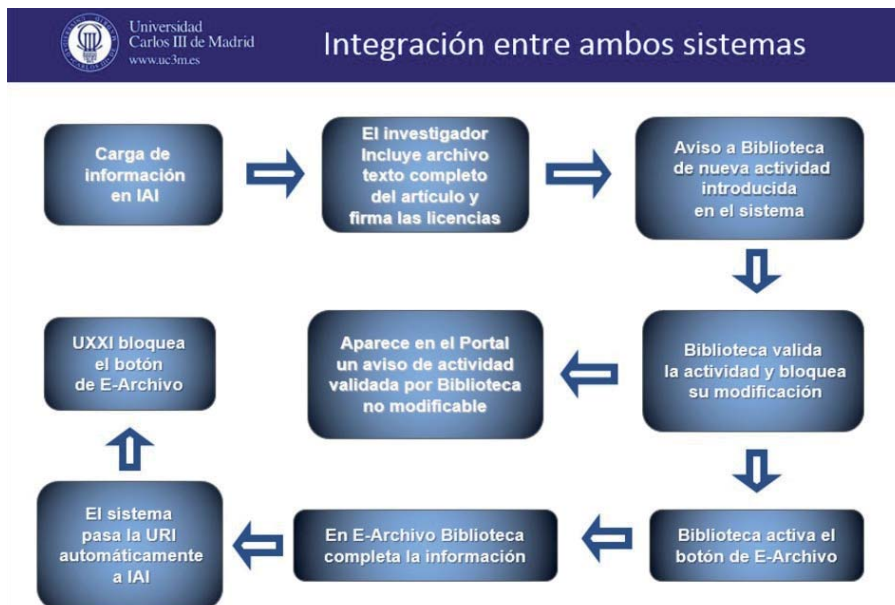 Universidad
Carlos III de Madrid
www.uc3m.es
Integración entre ambos sistemas
Carga de
información
en IAI
El investigador
Incluye archivo
texto completo
del artículo y
firma las licencias
Aviso a Biblioteca
de nueva actividad
introducida
en el sistema
UXXI bloquea
el botón
de E-Archivo
Aparece en el Portal
un aviso de actividad
validada por Biblioteca
no modificable
Biblioteca valida
la actividad y bloquea
su modificación
El sistema
pasa la URI
automáticamente
a IAI
En E-Archivo Biblioteca
completa la información
Biblioteca activa el
botón de E-Archivo